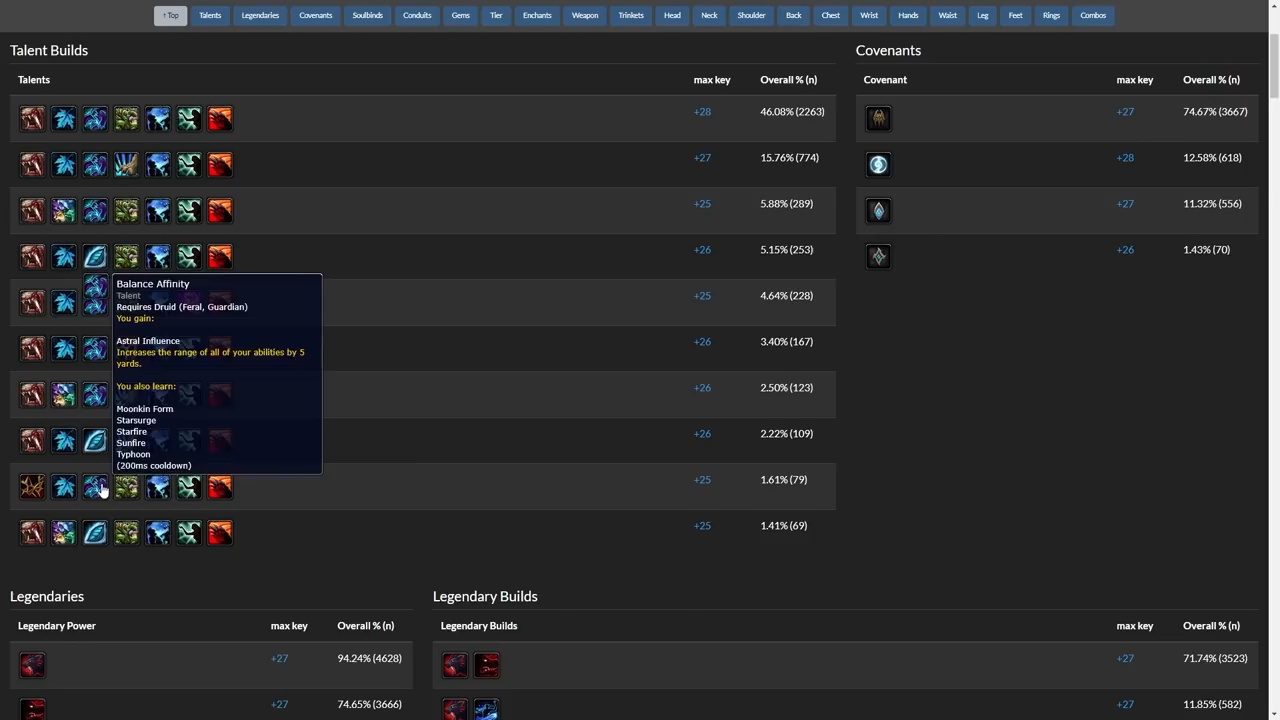 ↑ Top Talents Legendaries Covenants Soulbinds Conduits Gems Tier Enchants Weapon Trinkets Head Neck Shoulder Back Chest Wrist Hands Waist Leg Feet Rings Combos
Talent Builds
Talents max key Overall % (n)
+28 46.08% (2263)
+27 15.76% (774)
+25 5.88% (289)
+26 5.15% (253)
+25 4.64% (228)
+26 3.40% (167)
+26 2.50% (123)
+26 2.22% (109)
+25 1.61% (79)
+25 1.41% (69)
Balance Affinity
Talent
Requires Druid (Feral, Guardian)
You gain:
Astral Influence
Increases the range of all of your abilities by 5
yards.
You also learn:
Moonkin Form
Starsurge
Starfire
Sunfire
Typhoon
(200ms cooldown)
Covenants
Covenant max key Overall % (n)
+27 74.67% (3667)
+28 12.58% (618)
+27 11.32% (556)
+26 1.43% (70)
Legendaries
Legendary Power max key Overall % (n)
+27 94.24% (4628)
+27 74.65% (3666)
Legendary Builds
Legendary Builds max key Overall % (n)
+27 71.74% (3523)
+27 11.85% (582)